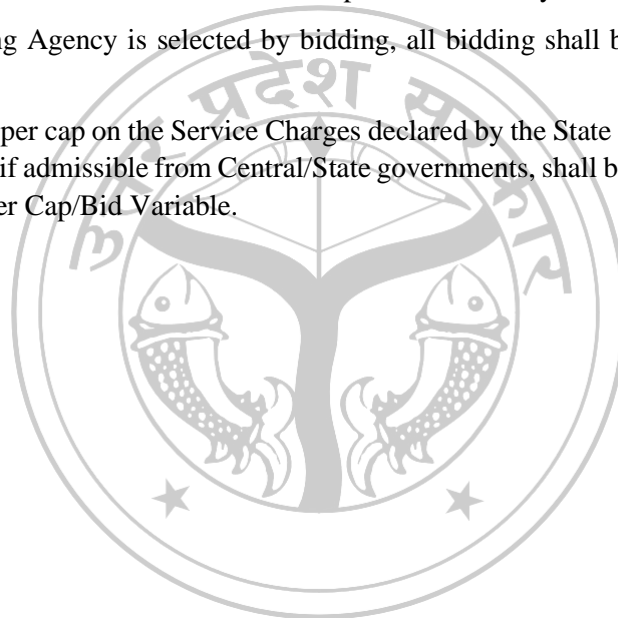 ng Agency is selected by bidding, all bidding shall b
per cap on the Service Charges declared by the State
if admissible from Central/State governments, shall b
er Cap/Bid Variable.
उत्तर प्रदेश सरकार